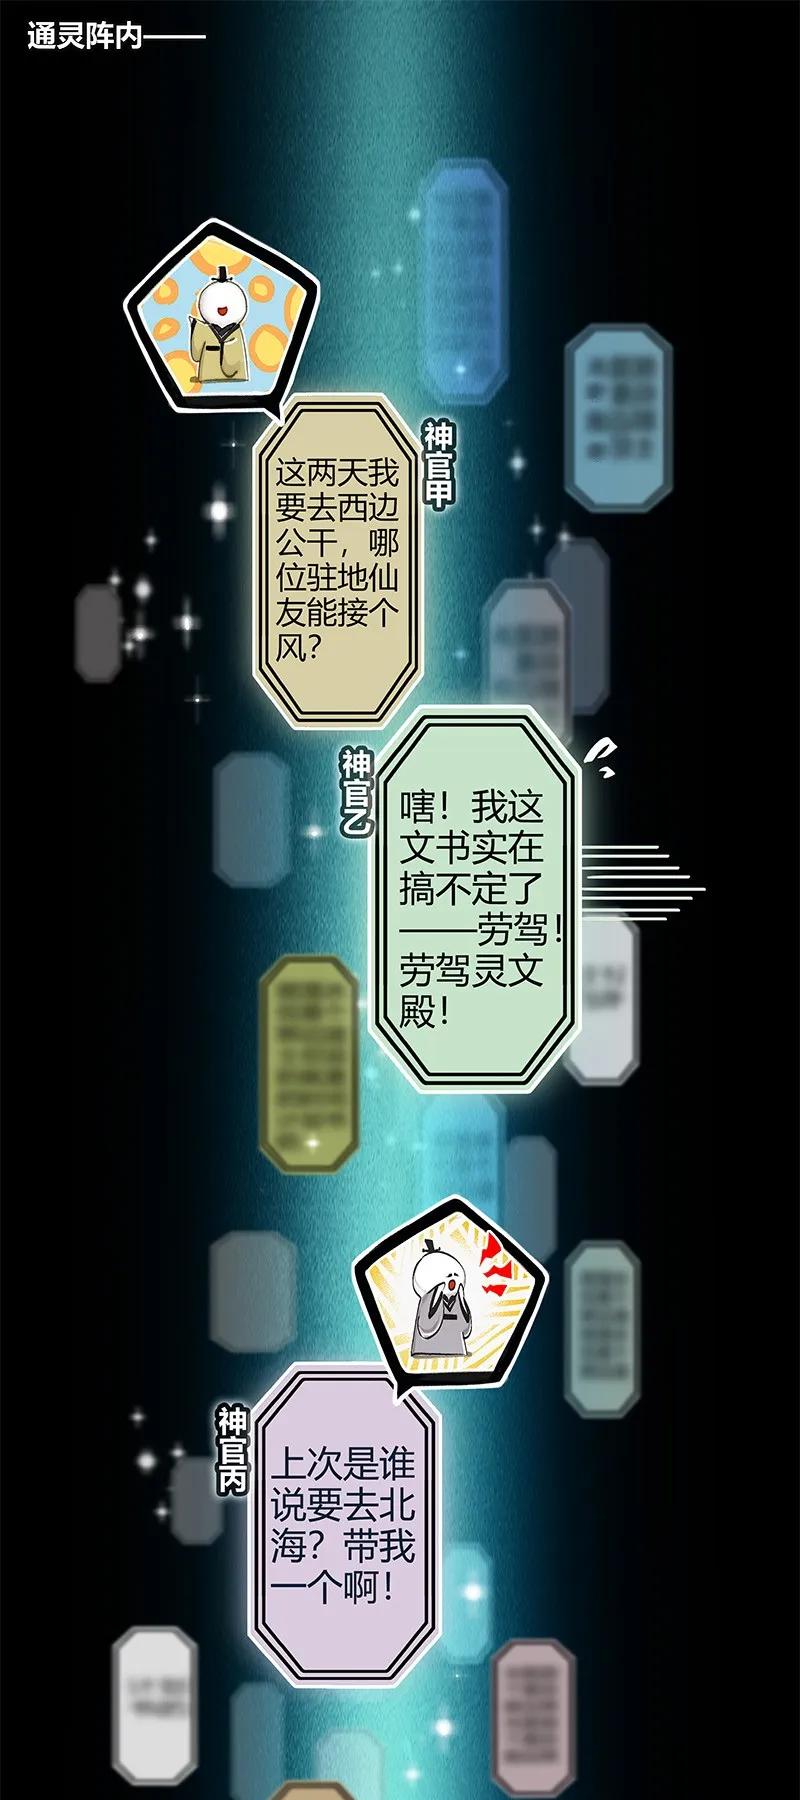 通灵阵内——
神官甲
这两天我
要去西边
公干，哪
位驻地仙
友能接个
风？
神官乙
嗐！我这
文书实在
搞不定了
——劳驾！
劳驾灵文
殿！
神官丙
上次是谁
说要去北
海？带我
一个啊！